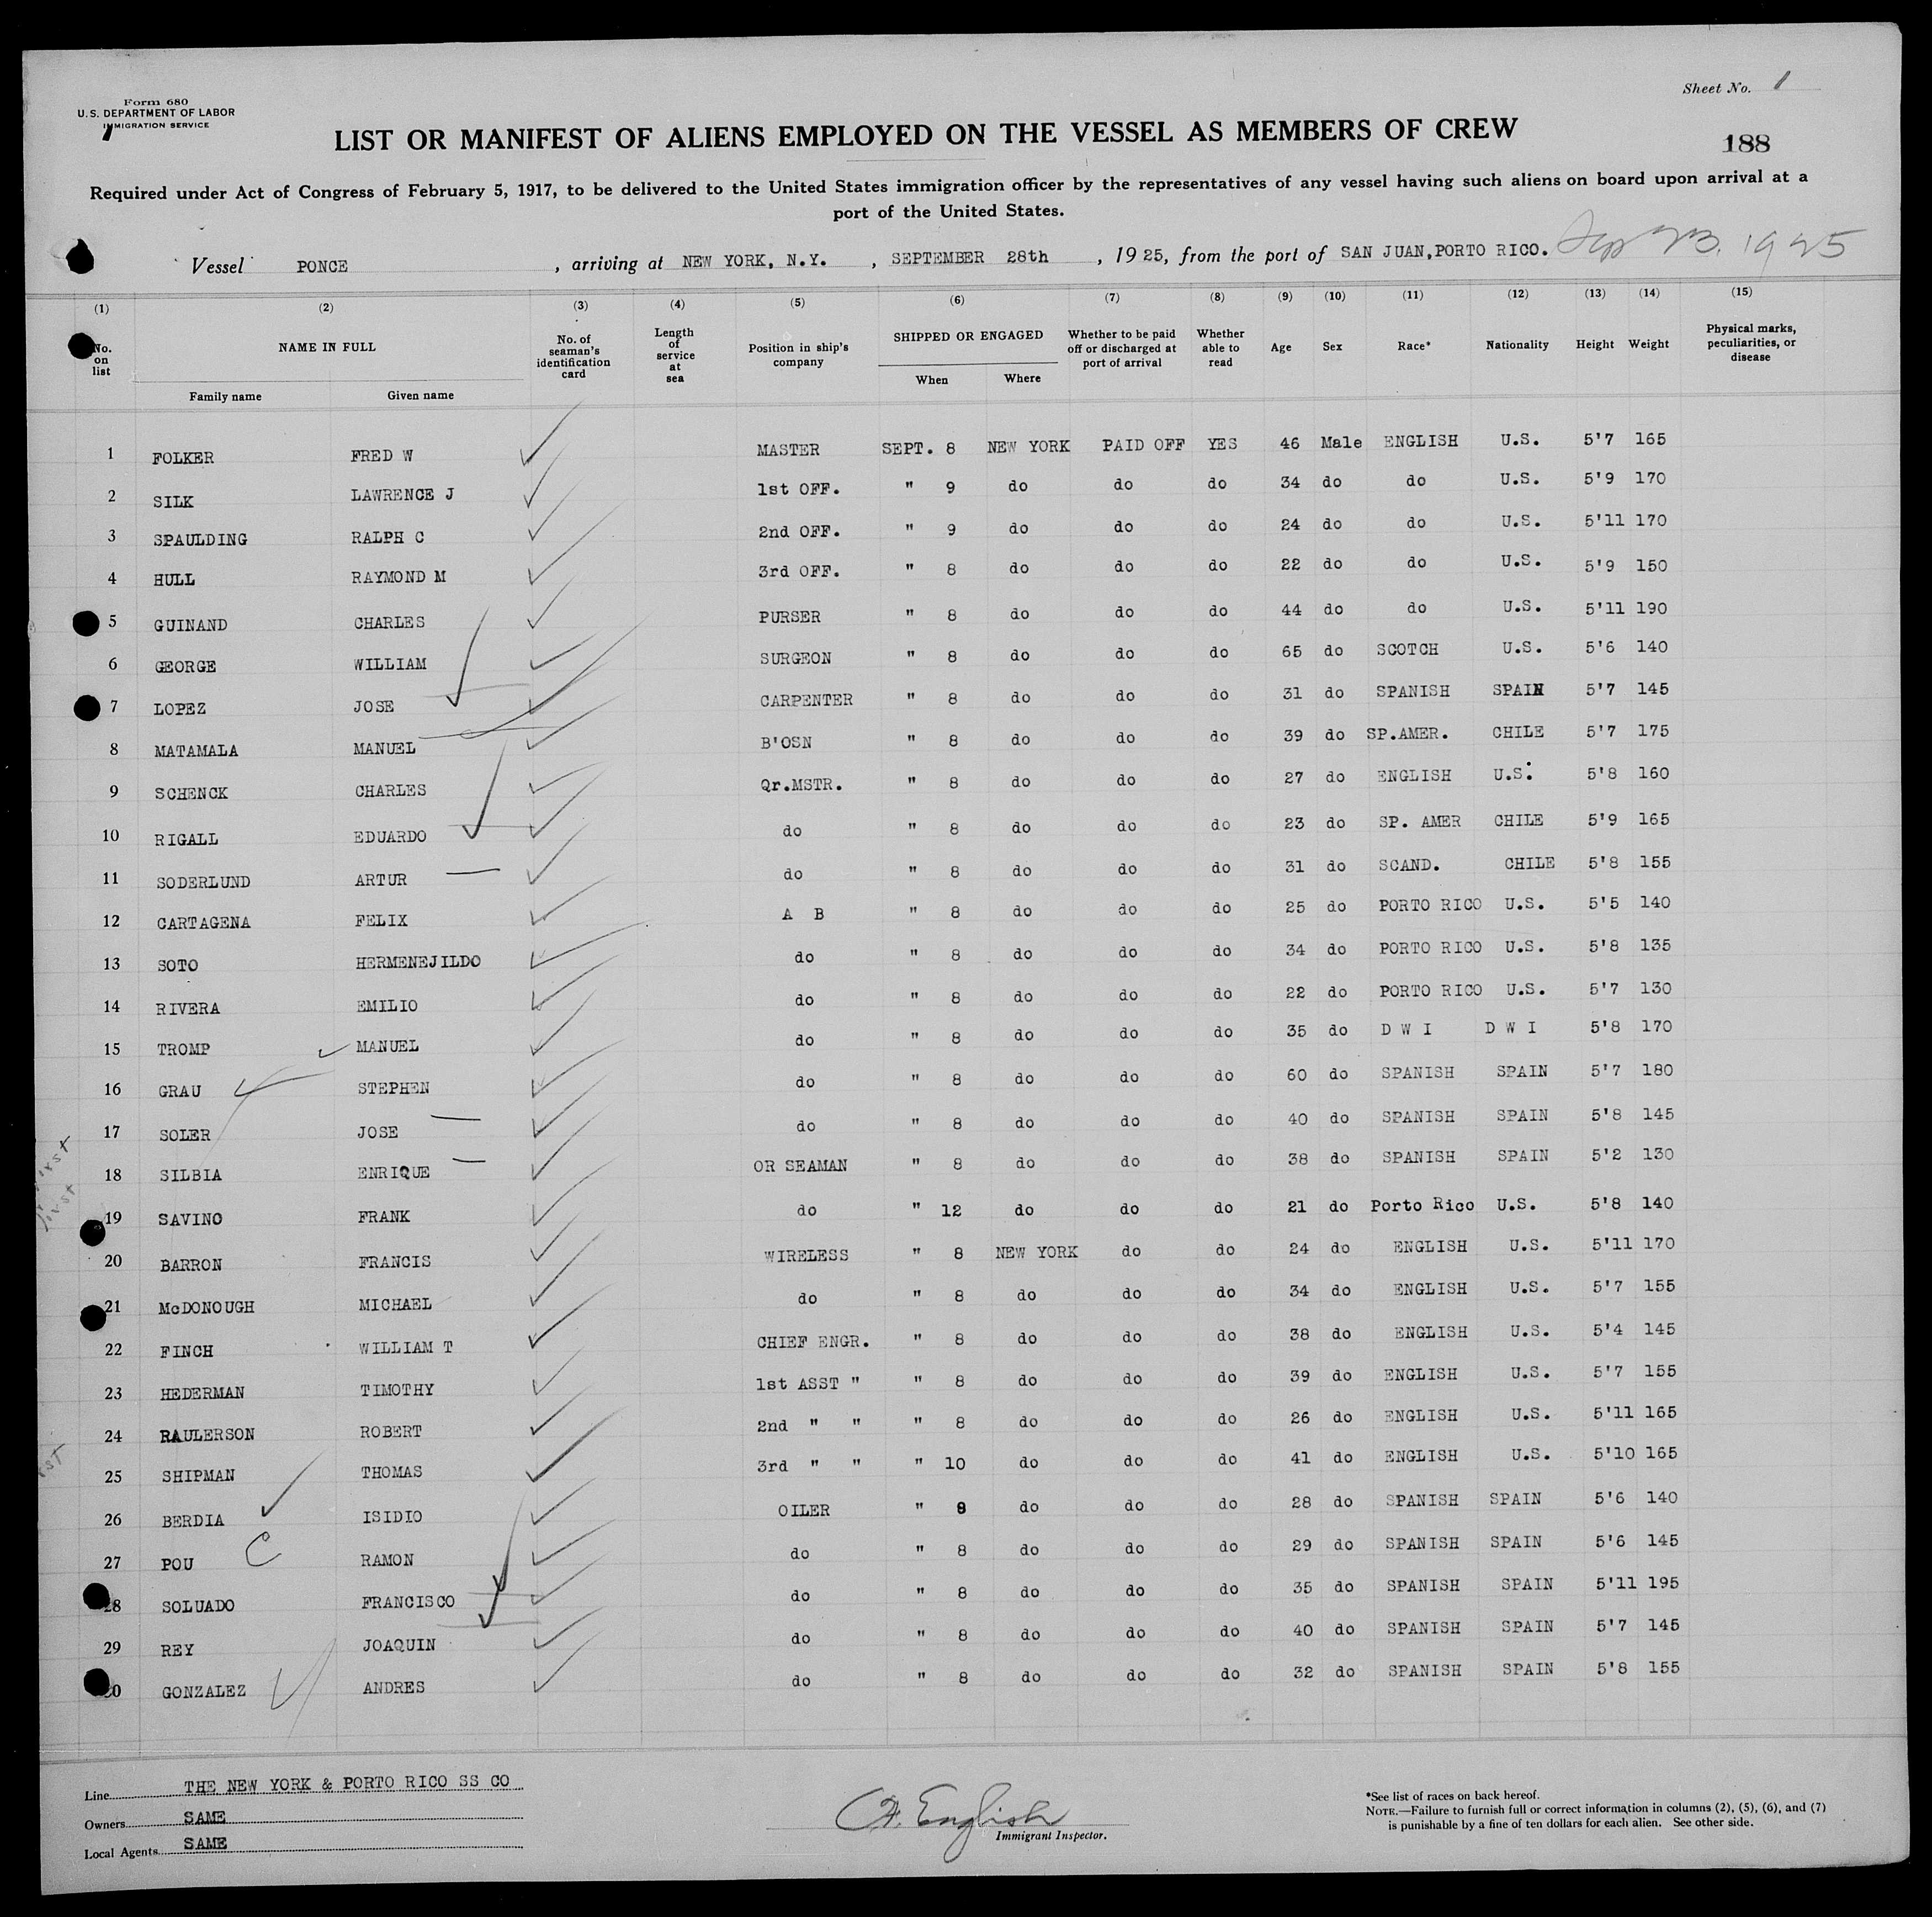 Form 680
U. S. DEPARTMENT OF LABOR
IMMIGRATION SERVICE
Sheet No. 1
LIST OR MANIFEST OF ALIENS EMPLOYED ON THE VESSEL AS MEMBERS OF CREW
188
Required under Act of Congress of February 5, 1917, to be delivered to the United States immigration officer by the representatives of any vessel having such aliens on board upon arrival at a
port of the United States.
Vessel PONCE , arriving at NEW YORK, N.Y. , SEPTEMBER 28th , 1925, from the port of SAN JUAN,PORTO RICO. 1925
(1) (2) (3) (4) (5) (6) (7) (8) (9) (10) (11) (12) (13) (14) (15)
No. on list NAME IN FULL Family name Given name No. of seaman's identification card Length of service at sea Position in ship's company SHIPPED OR ENGAGED When Where Whether to be paid off or discharged at port of arrival Whether able to read Age Sex Race* Nationality Height Weight Physical marks, peculiarities, or disease
1 FOLKER FRED W MASTER SEPT. 8 NEW YORK PAID OFF YES 46 Male ENGLISH U.S. 5'7 165
2 SILK LAWRENCE J 1st OFF. " 9 do do do 34 do do U.S. 5'9 170
3 SPAULDING RALPH C 2nd OFF. " 9 do do do 24 do do U.S. 5'11 170
4 HULL RAYMOND M 3rd OFF. " 8 do do do 22 do do U.S. 5'9 150
5 GUINAND CHARLES PURSER " 8 do do do 44 do do U.S. 5'11 190
6 GEORGE WILLIAM SURGEON " 8 do do do 65 do SCOTCH U.S. 5'6 140
7 LOPEZ JOSE CARPENTER " 8 do do do 31 do SPANISH SPAIN 5'7 145
8 MATAMALA MANUEL B'OSN " 8 do do do 39 do SP.AMER. CHILE 5'7 175
9 SCHENCK CHARLES Qr.MSTR. " 8 do do do 27 do ENGLISH U.S. 5'8 160
10 RIGALL EDUARDO do " 8 do do do 23 do SP. AMER CHILE 5'9 165
11 SODERLUND ARTUR do " 8 do do do 31 do SCAND. CHILE 5'8 155
12 CARTAGENA FELIX A B " 8 do do do 25 do PORTO RICO U.S. 5'5 140
13 SOTO HERMENEJILDO do " 8 do do do 34 do PORTO RICO U.S. 5'8 135
14 RIVERA EMILIO do " 8 do do do 22 do PORTO RICO U.S. 5'7 130
15 TROMP MANUEL do " 8 do do do 35 do D W I D W I 5'8 170
16 GRAU STEPHEN do " 8 do do do 60 do SPANISH SPAIN 5'7 180
17 SOLER JOSE do " 8 do do do 40 do SPANISH SPAIN 5'8 145
18 SILBIA ENRIQUE OR SEAMAN " 8 do do do 38 do SPANISH SPAIN 5'2 130
19 SAVINO FRANK do " 12 do do do 21 do Porto Rico U.S. 5'8 140
20 BARRON FRANCIS WIRELESS " 8 NEW YORK do do 24 do ENGLISH U.S. 5'11 170
21 McDONOUGH MICHAEL do " 8 do do do 34 do ENGLISH U.S. 5'7 155
22 FINCH WILLIAM T CHIEF ENGR. " 8 do do do 38 do ENGLISH U.S. 5'4 145
23 HEDERMAN TIMOTHY 1st ASST " " 8 do do do 39 do ENGLISH U.S. 5'7 155
24 RAULERSON ROBERT 2nd " " " 8 do do do 26 do ENGLISH U.S. 5'11 165
25 SHIPMAN THOMAS 3rd " " " 10 do do do 41 do ENGLISH U.S. 5'10 165
26 BERDIA ISIDIO OILER " 8 do do do 28 do SPANISH SPAIN 5'6 140
27 POU C RAMON do " 8 do do do 29 do SPANISH SPAIN 5'6 145
28 SOLUADO FRANCISCO do " 8 do do do 35 do SPANISH SPAIN 5'11 195
29 REY JOAQUIN do " 8 do do do 40 do SPANISH SPAIN 5'7 145
30 GONZALEZ ANDRES do " 8 do do do 32 do SPANISH SPAIN 5'8 155
Line THE NEW YORK & PORTO RICO SS CO
Owners SAME
Local Agents SAME
English
Immigrant Inspector.
*See list of races on back hereof.
NOTE.—Failure to furnish full or correct information in columns (2), (5), (6), and (7)
is punishable by a fine of ten dollars for each alien. See other side.